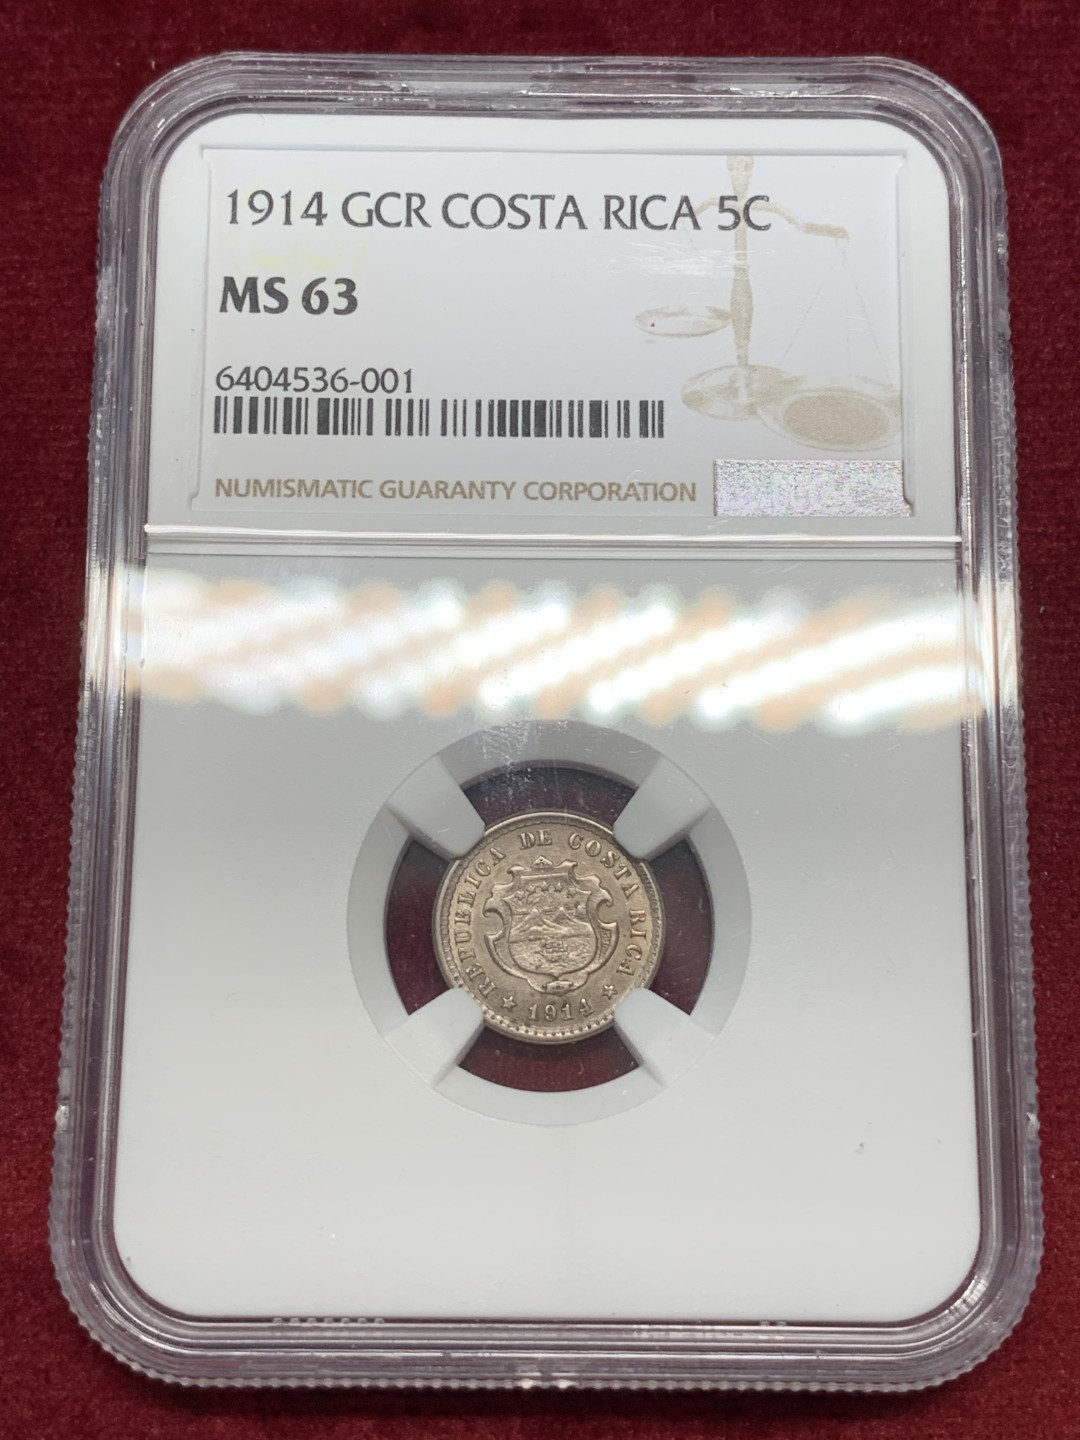 1914 GCR COSTA RICA 5C
MS 63
6404536-001
NUMISMATIC GUARANTY CORPORATION
REPUBLICA DE COSTA RICA
★ 1914 ★